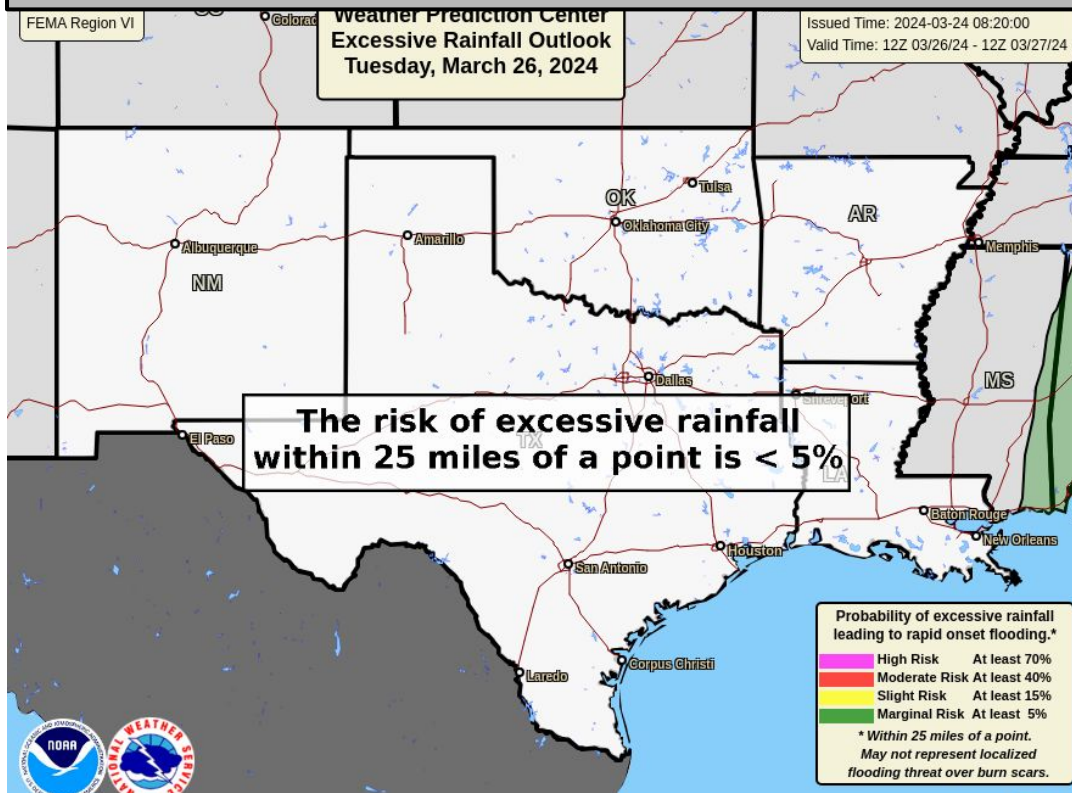 FEMA Region VI
Weather Prediction Center
Excessive Rainfall Outlook
Tuesday, March 26, 2024
Issued Time: 2024-03-24 08:20:00
Valid Time: 12Z 03/26/24 - 12Z 03/27/24
Colorad
Tulsa
OK
Oklahoma City
AR
Albuquerque
Amarillo
Memphis
NM
Dallas
MS
Shreveport
The risk of excessive rainfall
within 25 miles of a point is < 5%
El Paso
TX
LA
Baton Rouge
New Orleans
Houston
San Antonio
Corpus Christi
Laredo
Probability of excessive rainfall
leading to rapid onset flooding.*
High Risk At least 70%
Moderate Risk At least 40%
Slight Risk At least 15%
Marginal Risk At least 5%
* Within 25 miles of a point.
May not represent localized
flooding threat over burn scars.
NOAA
NATIONAL WEATHER SERVICE